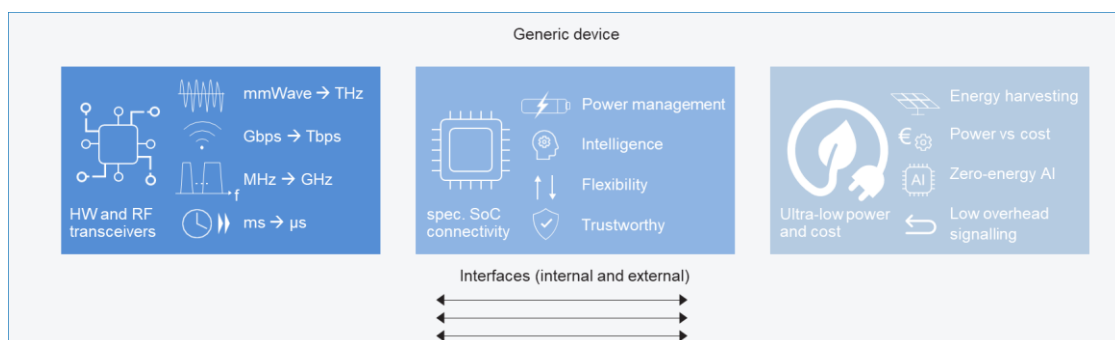 Generic device
mmWave → THz
Gbps → Tbps
MHz → GHz
f
ms → µs
HW and RF
transceivers
Power management
Intelligence
Flexibility
Trustworthy
spec. SoC
connectivity
Energy harvesting
€
Power vs cost
AI
Zero-energy AI
Low overhead
signalling
Ultra-low power
and cost
Interfaces (internal and external)